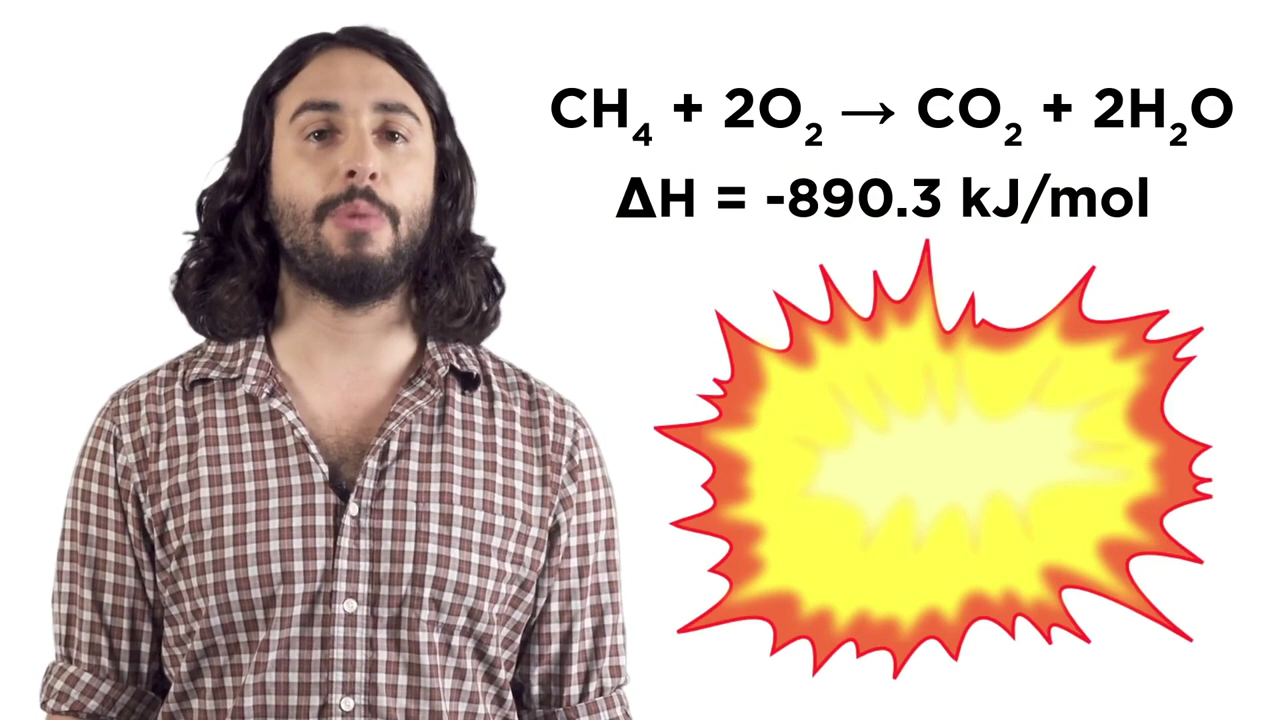 CH₄ + 2O₂ → CO₂ + 2H₂O
ΔH = -890.3 kJ/mol